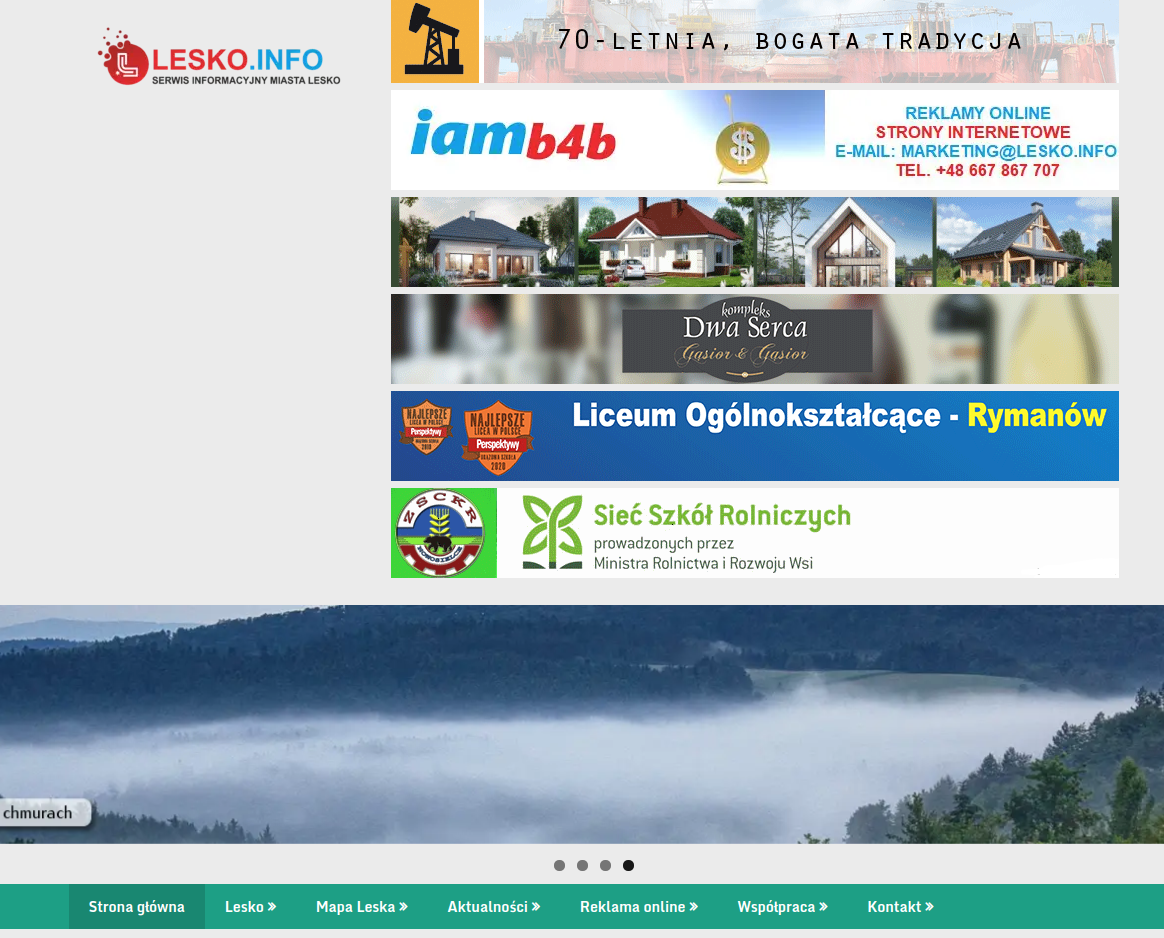 LESKO.INFO
SERWIS INFORMACYJNY MIASTA LESKO
70-LETNIA, BOGATA TRADYCJA
iamb4b
$
REKLAMY ONLINE
STRONY INTERNETOWE
E-MAIL: MARKETING@LESKO.INFO
TEL. +48 667 867 707
kompleks
Dwa Serca
Gąsior & Gąsior
NAJLEPSZE
LICEA W POLSCE
Perspektywy
2019
NAJLEPSZE
LICEA W POLSCE
Perspektywy
2020
Liceum Ogólnokształcące - Rymanów
ZSCKR
NOWOSIELCE
Sieć Szkół Rolniczych
prowadzonych przez
Ministra Rolnictwa i Rozwoju Wsi
chmurach
Strona główna
Lesko »
Mapa Leska »
Aktualności »
Reklama online »
Współpraca »
Kontakt »